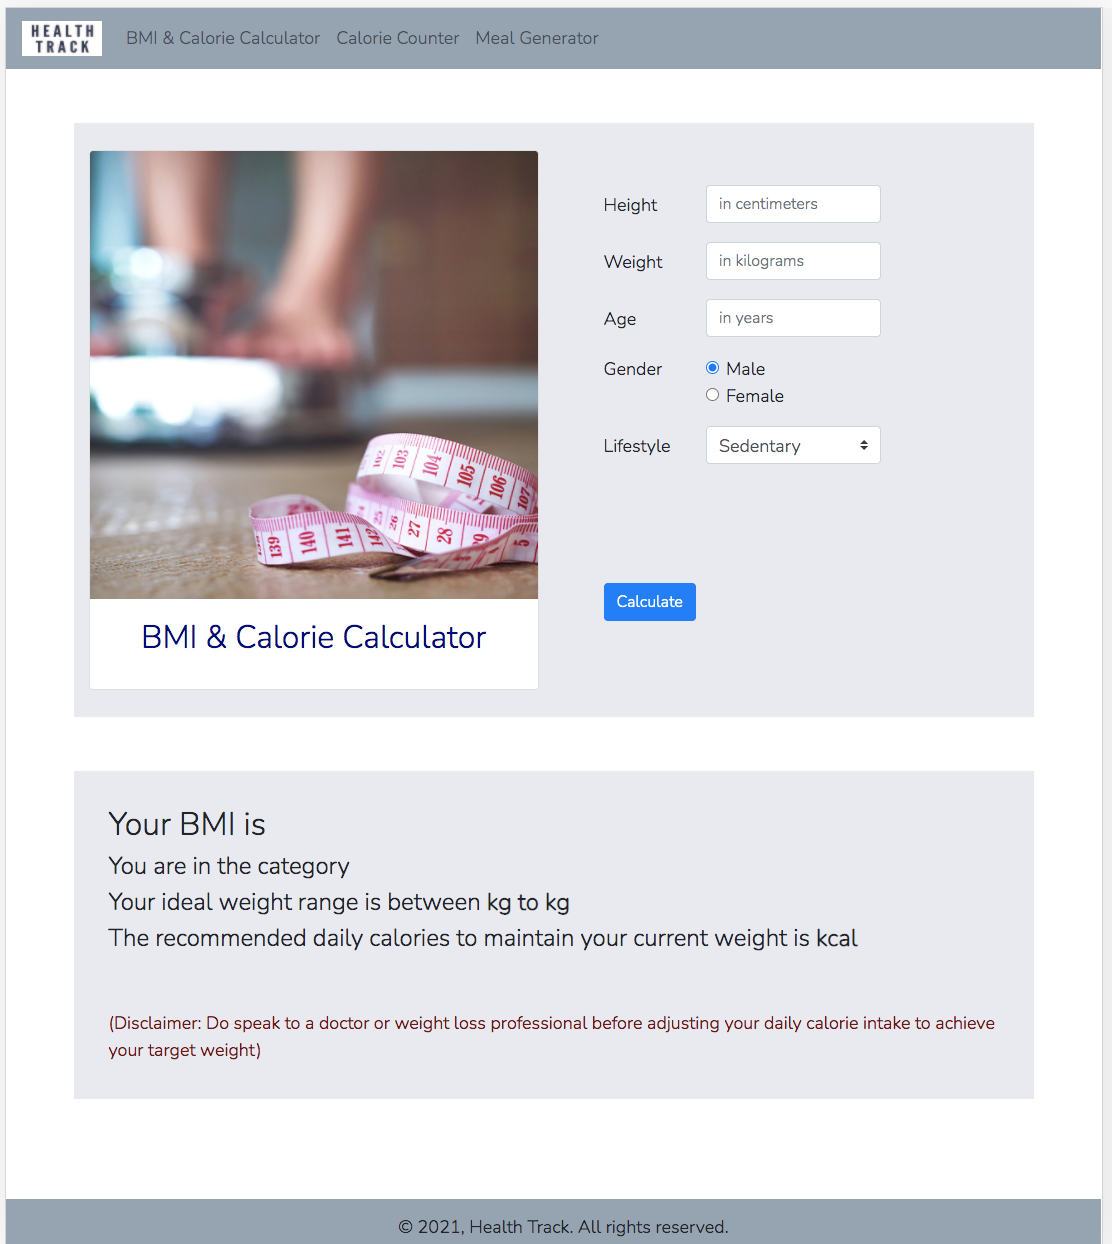 HEALTH
TRACK
BMI & Calorie Calculator Calorie Counter Meal Generator
Height in centimeters
Weight in kilograms
Age in years
Gender Male
Female
Lifestyle Sedentary
Calculate
102 103 104 105 106 107
25 26 27 28 29
139 140 141 142
5
BMI & Calorie Calculator
Your BMI is
You are in the category
Your ideal weight range is between kg to kg
The recommended daily calories to maintain your current weight is kcal
(Disclaimer: Do speak to a doctor or weight loss professional before adjusting your daily calorie intake to achieve
your target weight)
© 2021, Health Track. All rights reserved.